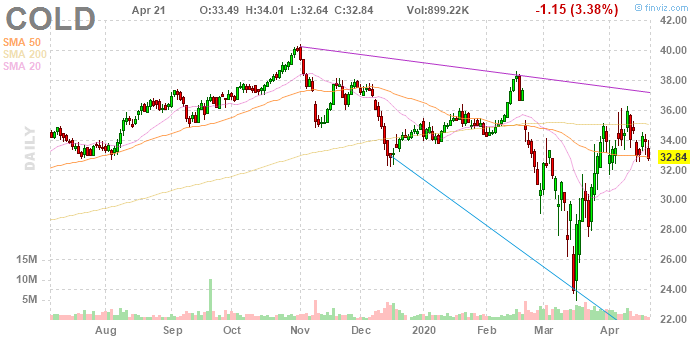 COLD Apr 21 O:33.49 H:34.01 L:32.64 C:32.84 Vol:899.22K -1.15 (3.38%) © finviz.com
SMA 50
SMA 200
SMA 20
DAILY
42.00
40.00
38.00
36.00
34.00
32.84
32.00
30.00
28.00
26.00
24.00
22.00
15M
10M
5M
Aug Sep Oct Nov Dec 2020 Feb Mar Apr